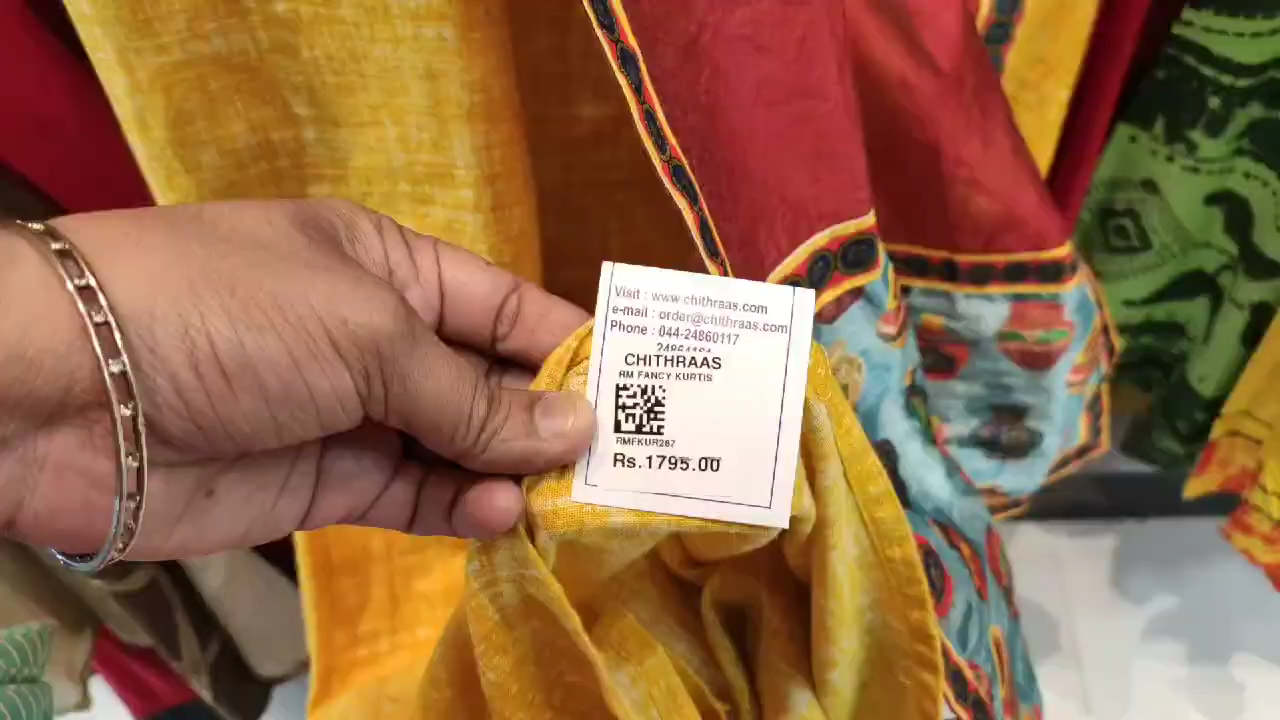 Visit : www.chithraas.com
e-mail : order@chithraas.com
Phone : 044-24860117
CHITHRAAS
RM FANCY KURTIS
RMFKUR267
Rs.1795.00